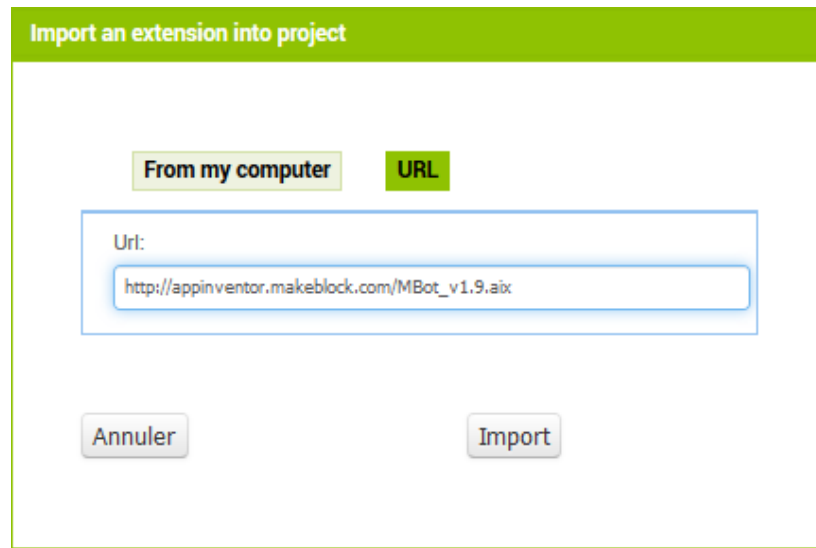 Import an extension into project
From my computer
URL
Url:
http://appinventor.makeblock.com/MBot_v1.9.aix
Annuler
Import